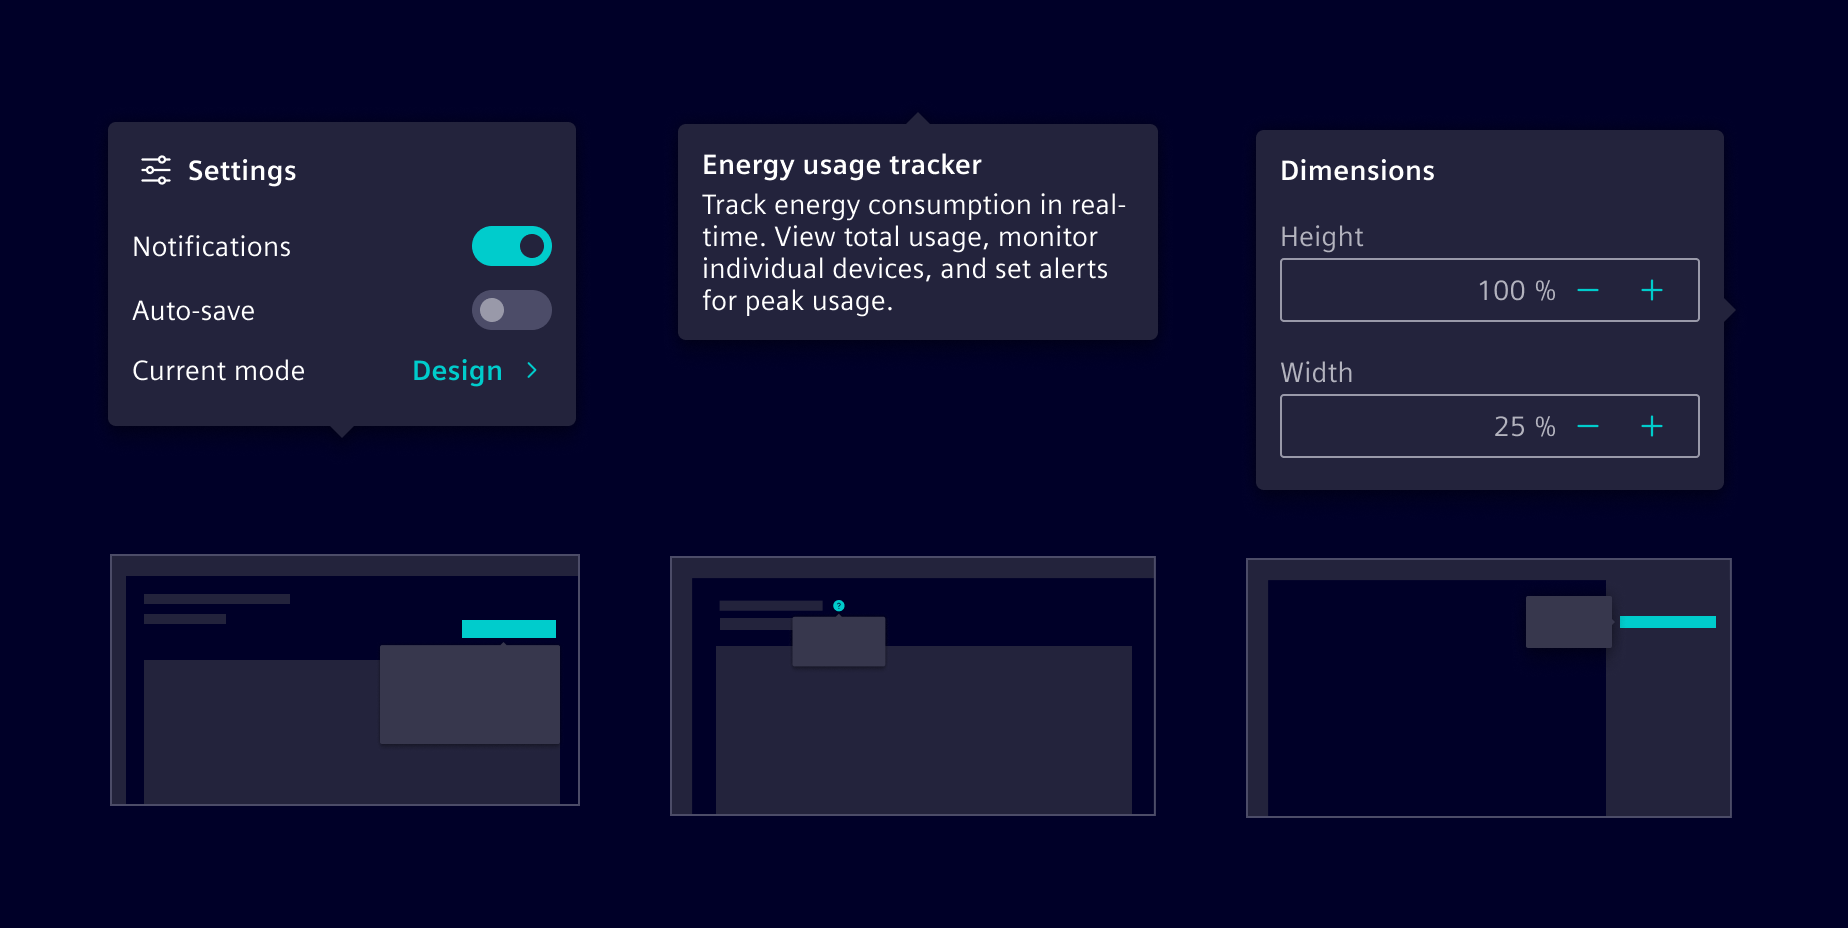 Settings
Notifications
Auto-save
Current mode
Design
Energy usage tracker
Track energy consumption in real-
time. View total usage, monitor
individual devices, and set alerts
for peak usage.
Dimensions
Height
100 %
Width
25 %
?